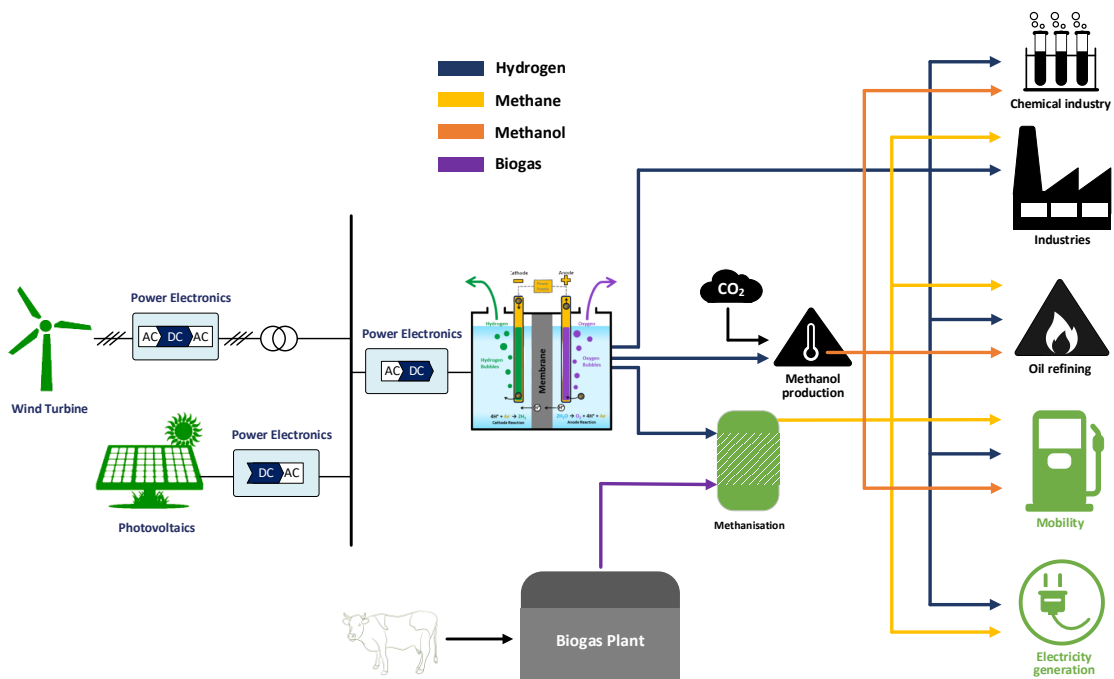 Hydrogen
Methane
Methanol
Biogas
Chemical industry
Industries
Oil refining
Mobility
Electricity
generation
Power Electronics
AC DC AC
Wind Turbine
Power Electronics
DC AC
Photovoltaics
Power Electronics
AC DC
Cathode
Anode
Power
Supply
Hydrogen
Oxygen
Hydrogen
Bubbles
Oxygen
Bubbles
Membrane
Cathode Reaction
Anode Reaction
CO₂
Methanol
production
Methanisation
Biogas Plant